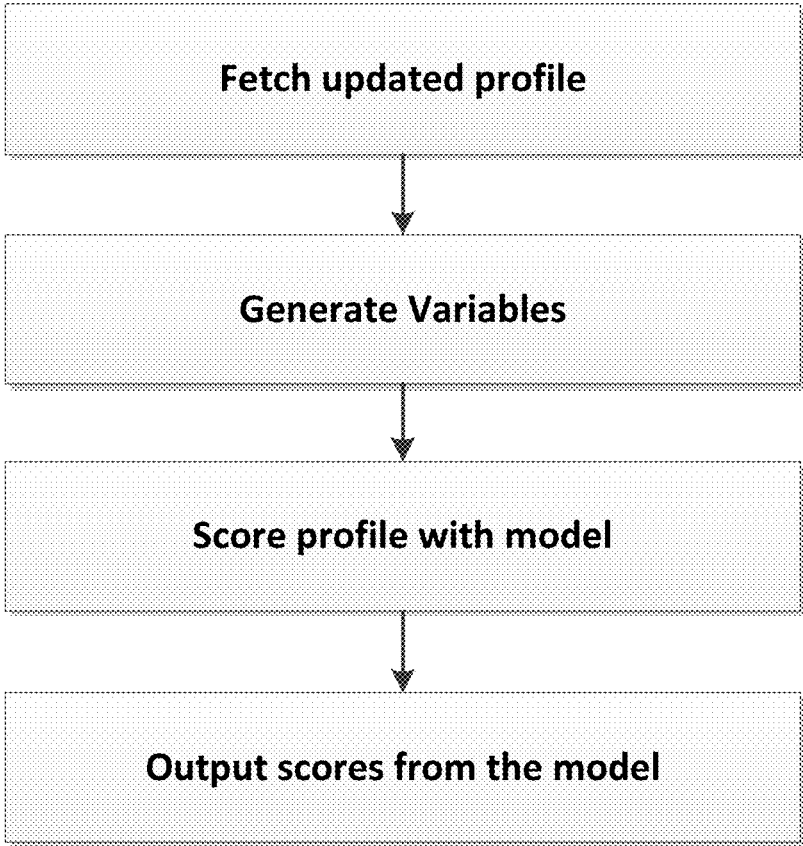 Fetch updated profile
Generate Variables
Score profile with model
Output scores from the model